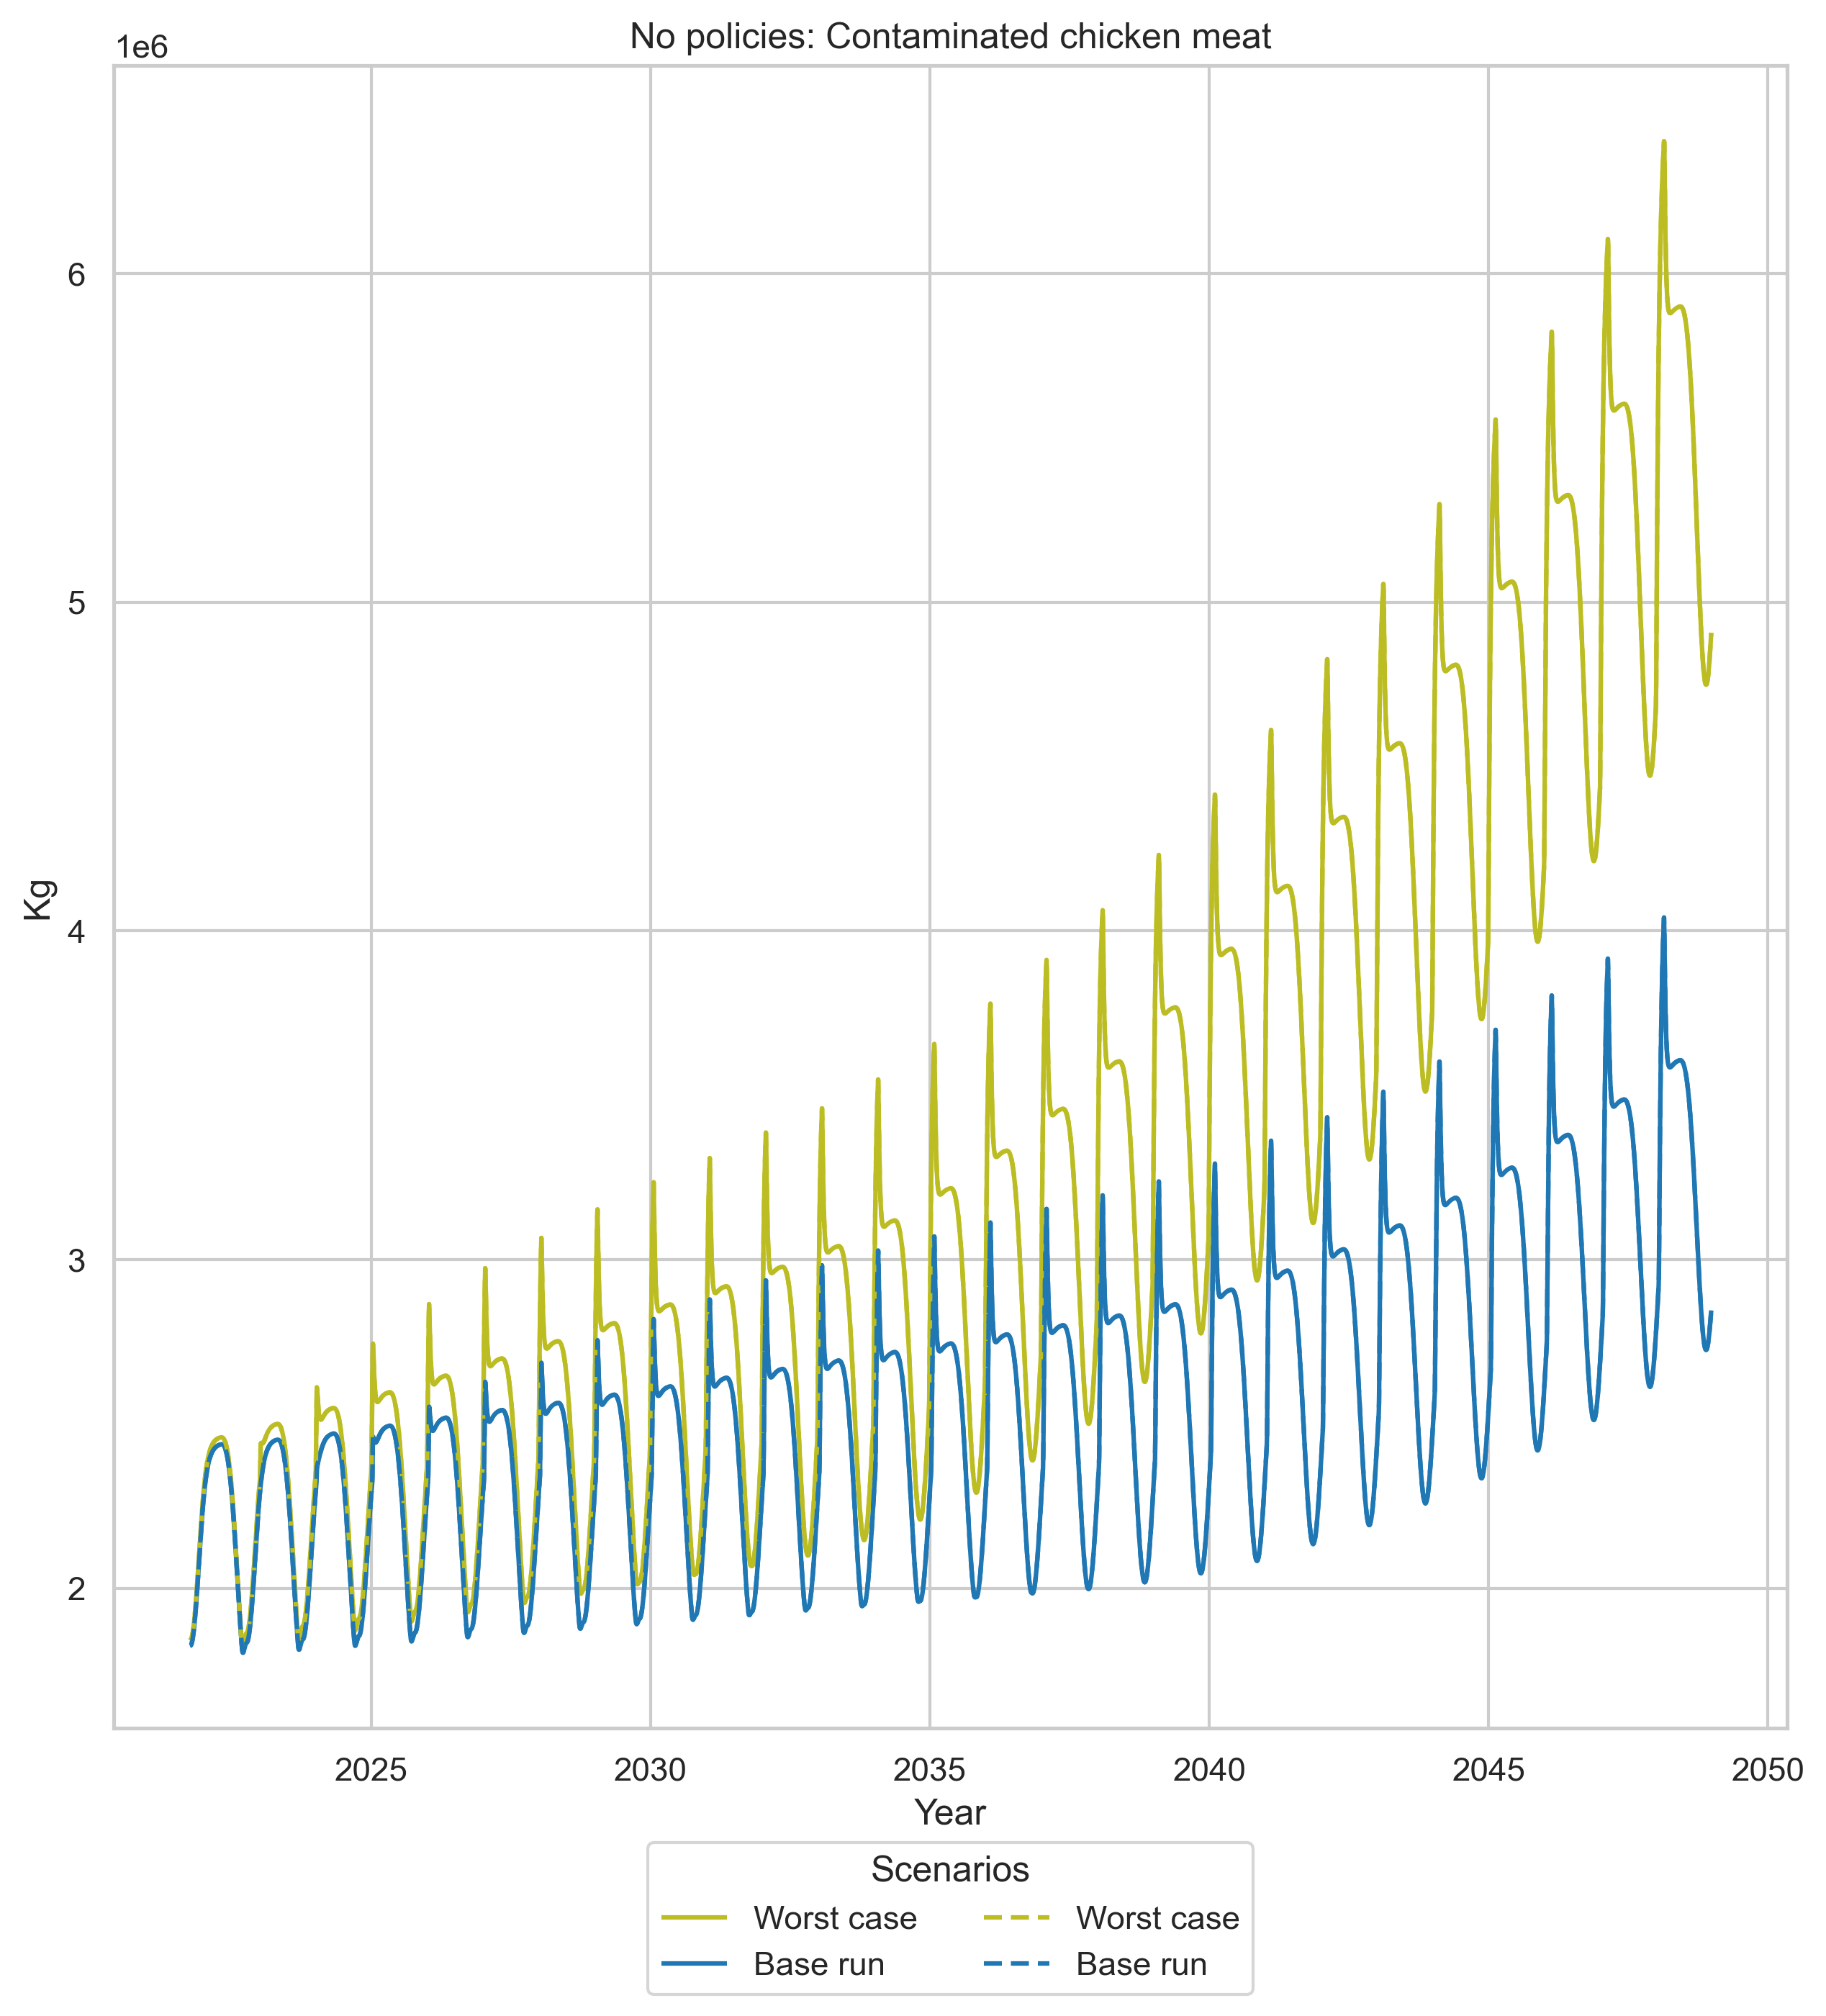 No policies: Contaminated chicken meat
1e6
6
5
4
3
2
Kg
2025 2030 2035 2040 2045 2050
Year
Scenarios
Worst case Worst case
Base run Base run